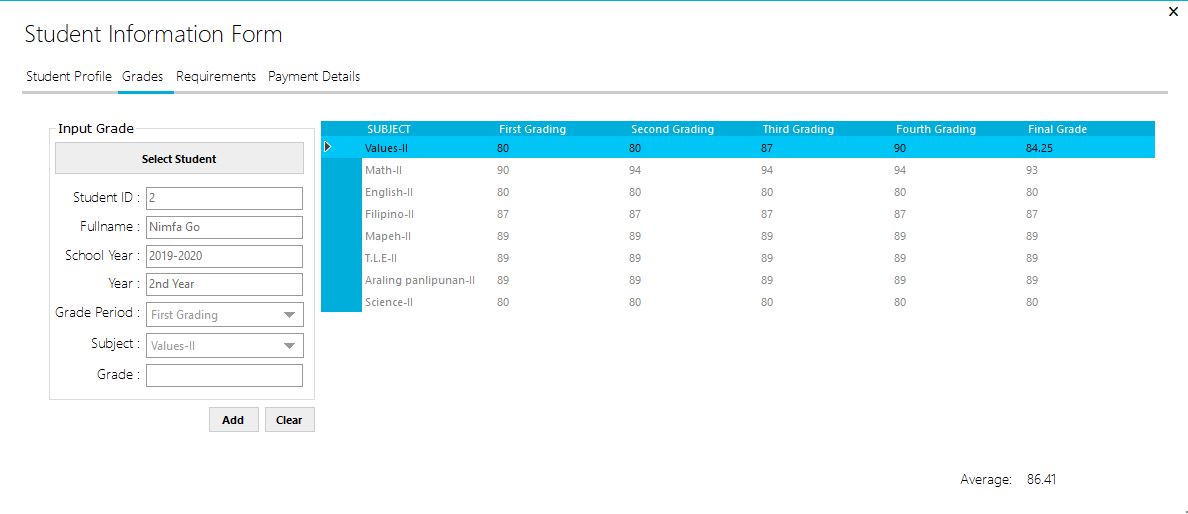 Student Information Form
Student Profile Grades Requirements Payment Details
Input Grade
Select Student
Student ID : 2
Fullname : Nimfa Go
School Year : 2019-2020
Year : 2nd Year
Grade Period : First Grading
Subject : Values-II
Grade :
Add Clear
SUBJECT First Grading Second Grading Third Grading Fourth Grading Final Grade
Values-II 80 80 87 90 84.25
Math-II 90 94 94 94 93
English-II 80 80 80 80 80
Filipino-II 87 87 87 87 87
Mapeh-II 89 89 89 89 89
T.L.E-II 89 89 89 89 89
Araling panlipunan-II 89 89 89 89 89
Science-II 80 80 80 80 80
Average: 86.41